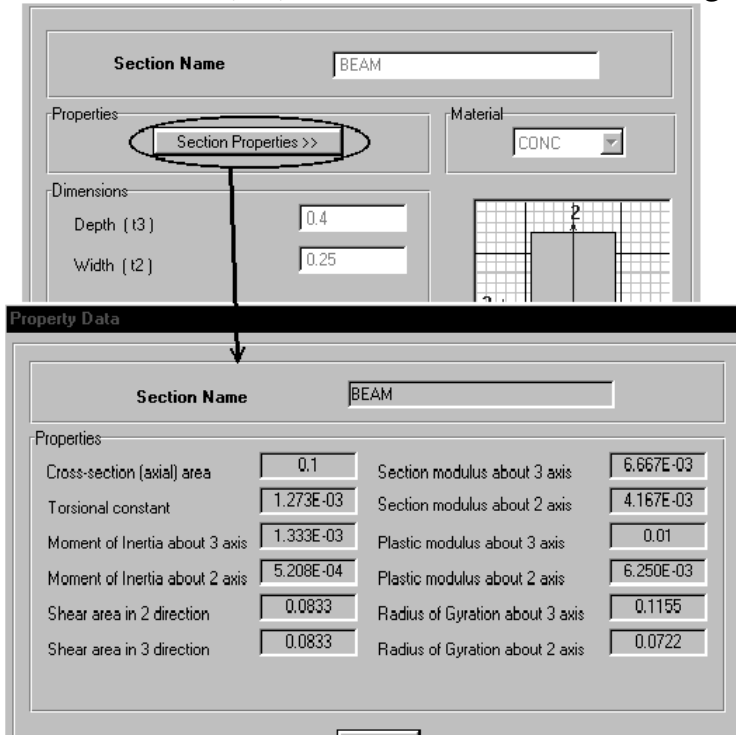 Section Name BEAM
Properties Material
Section Properties >> CONC
Dimensions
Depth ( t3 ) 0.4 2
Width ( t2 ) 0.25
Property Data
Section Name BEAM
Properties
Cross-section (axial) area 0.1 Section modulus about 3 axis 6.667E-03
Torsional constant 1.273E-03 Section modulus about 2 axis 4.167E-03
Moment of Inertia about 3 axis 1.333E-03 Plastic modulus about 3 axis 0.01
Moment of Inertia about 2 axis 5.208E-04 Plastic modulus about 2 axis 6.250E-03
Shear area in 2 direction 0.0833 Radius of Gyration about 3 axis 0.1155
Shear area in 3 direction 0.0833 Radius of Gyration about 2 axis 0.0722